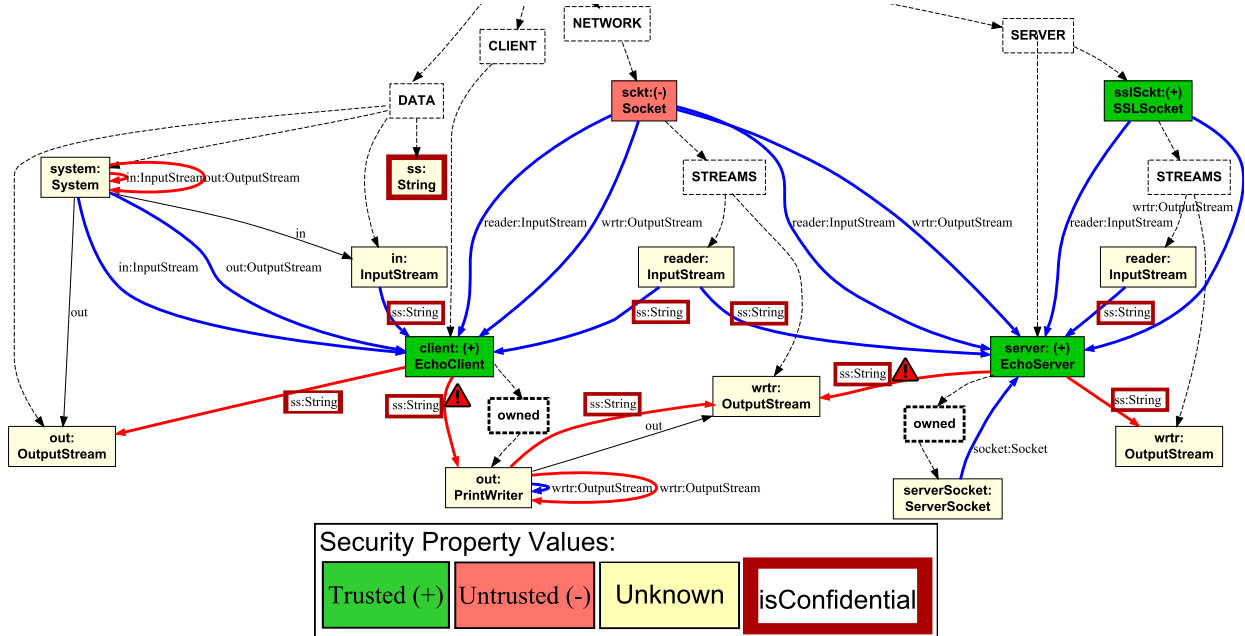 NETWORK
CLIENT
SERVER
DATA
sckt:(-)
Socket
sslSckt:(+)
SSLSocket
system:
System
in:InputStream
out:OutputStream
ss:
String
STREAMS
STREAMS
wrtr:OutputStream
reader:InputStream
wrtr:OutputStream
reader:InputStream
wrtr:OutputStream
reader:InputStream
in
in:InputStream
out:OutputStream
in:
InputStream
reader:
InputStream
reader:
InputStream
out
ss:String
ss:String
ss:String
ss:String
client: (+)
EchoClient
server: (+)
EchoServer
ss:String
ss:String
ss:String
ss:String
ss:String
wrtr:
OutputStream
owned
owned
out
out:
OutputStream
wrtr:
OutputStream
socket:Socket
out:
PrintWriter
wrtr:OutputStream
wrtr:OutputStream
serverSocket:
ServerSocket
Security Property Values:
Trusted (+)
Untrusted (-)
Unknown
isConfidential